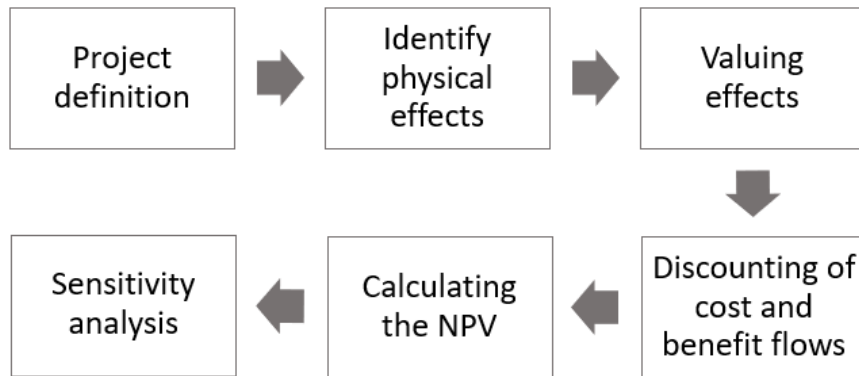 Project
definition
Identify
physical
effects
Valuing
effects
Discounting of
cost and
benefit flows
Calculating
the NPV
Sensitivity
analysis